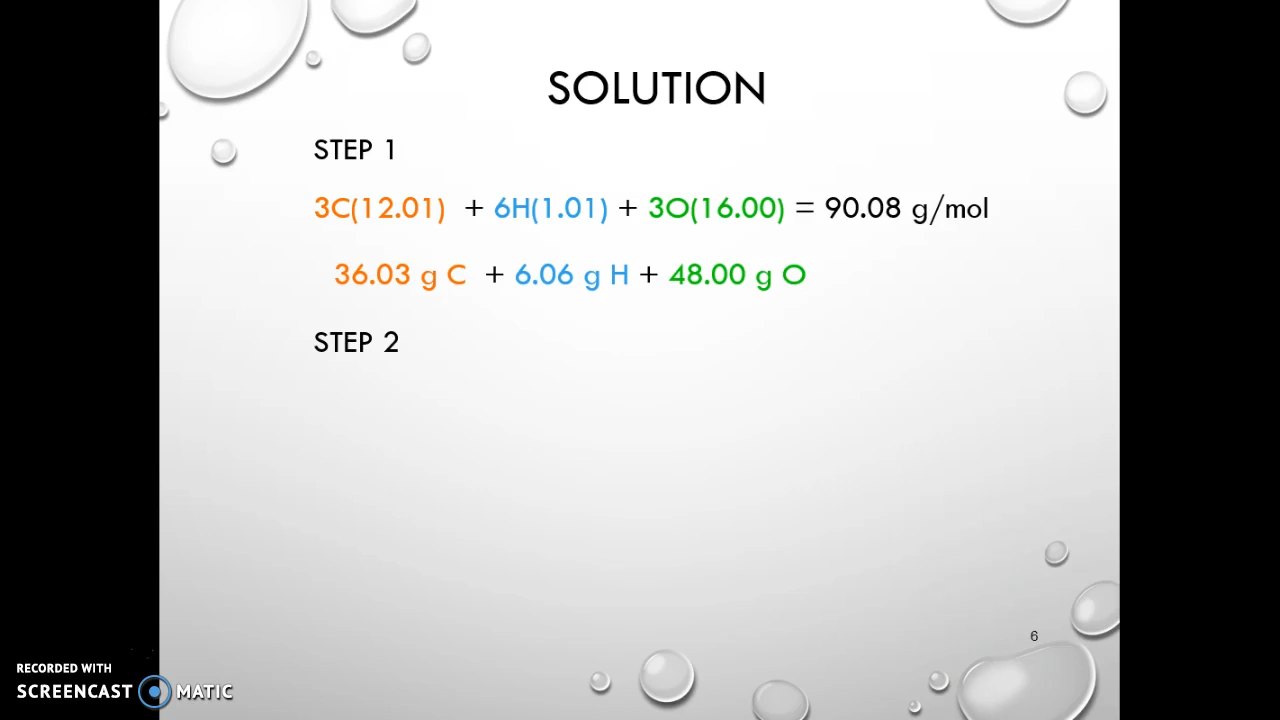 SOLUTION
STEP 1
3C(12.01) + 6H(1.01) + 3O(16.00) = 90.08 g/mol
36.03 g C + 6.06 g H + 48.00 g O
STEP 2
6
RECORDED WITH
SCREENCAST MATIC